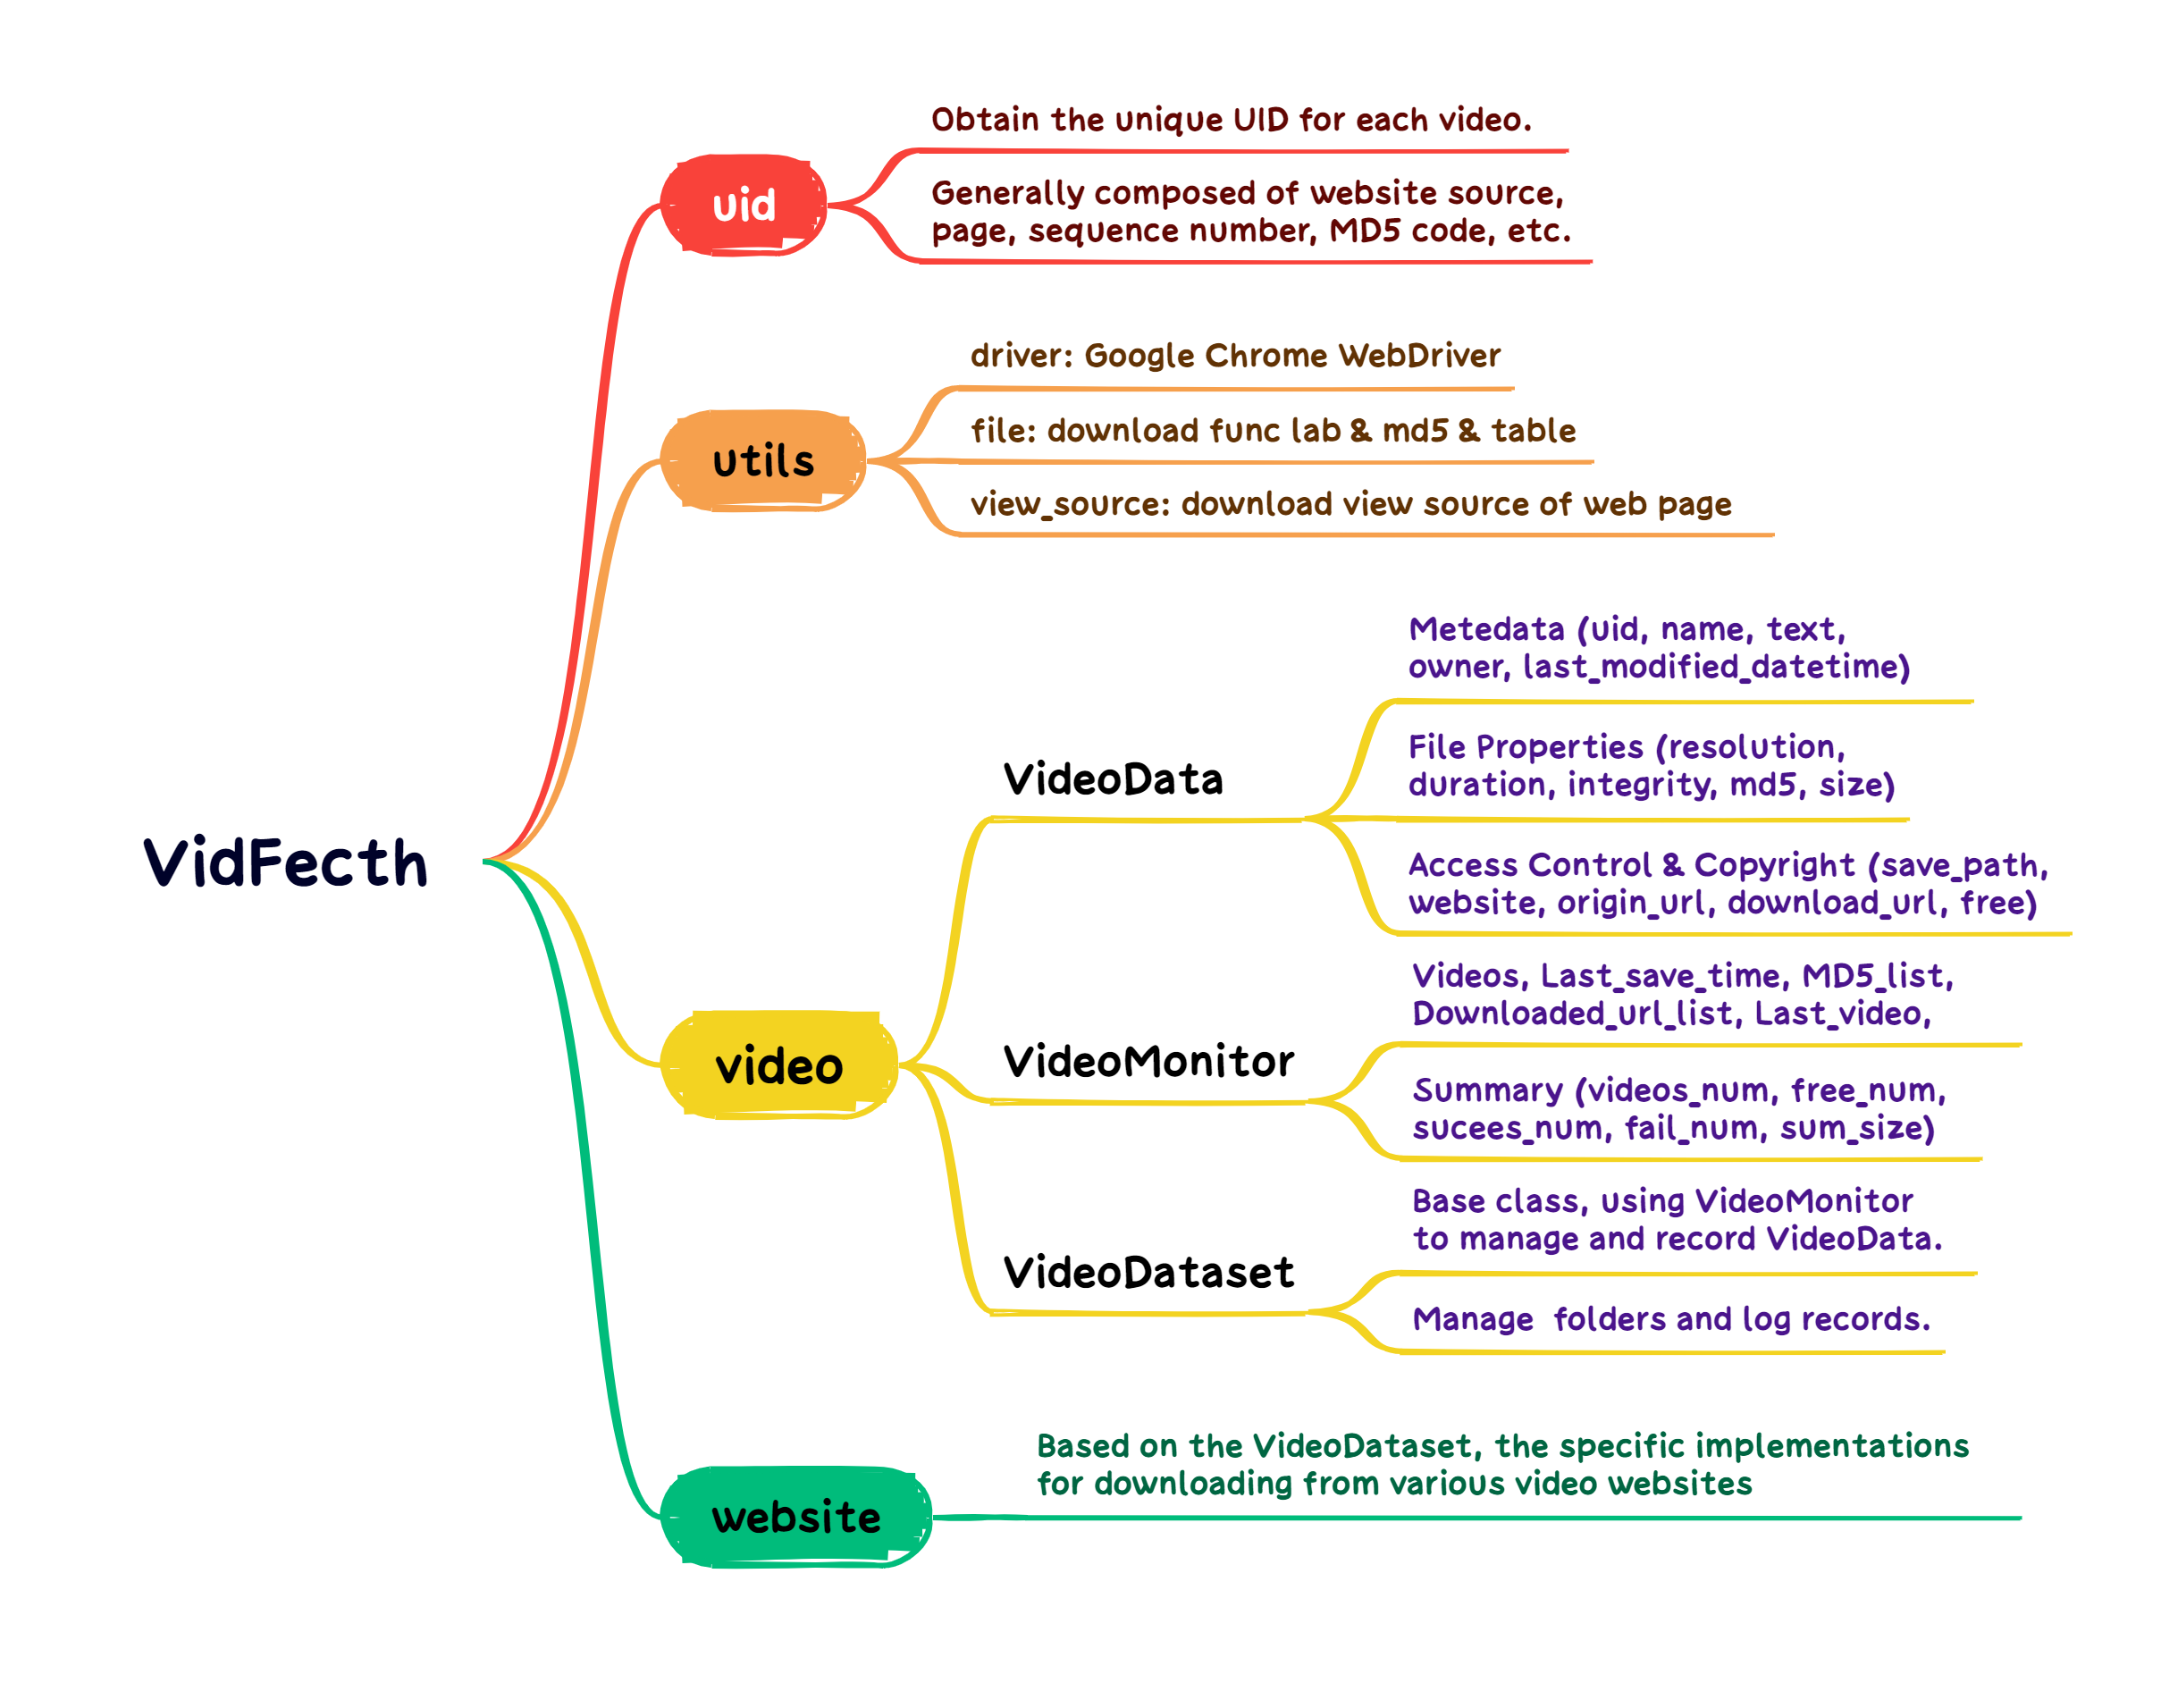 VidFecth
uid
Obtain the unique UID for each video.
Generally composed of website source,
page, sequence number, MD5 code, etc.
utils
driver: Google Chrome WebDriver
file: download func lab & md5 & table
view_source: download view source of web page
video
VideoData
Metedata (uid, name, text,
owner, last_modified_datetime)
File Properties (resolution,
duration, integrity, md5, size)
Access Control & Copyright (save_path,
website, origin_url, download_url, free)
VideoMonitor
Videos, Last_save_time, MD5_list,
Downloaded_url_list, Last_video,
Summary (videos_num, free_num,
sucees_num, fail_num, sum_size)
VideoDataset
Base class, using VideoMonitor
to manage and record VideoData.
Manage  folders and log records.
website
Based on the VideoDataset, the specific implementations
for downloading from various video websites